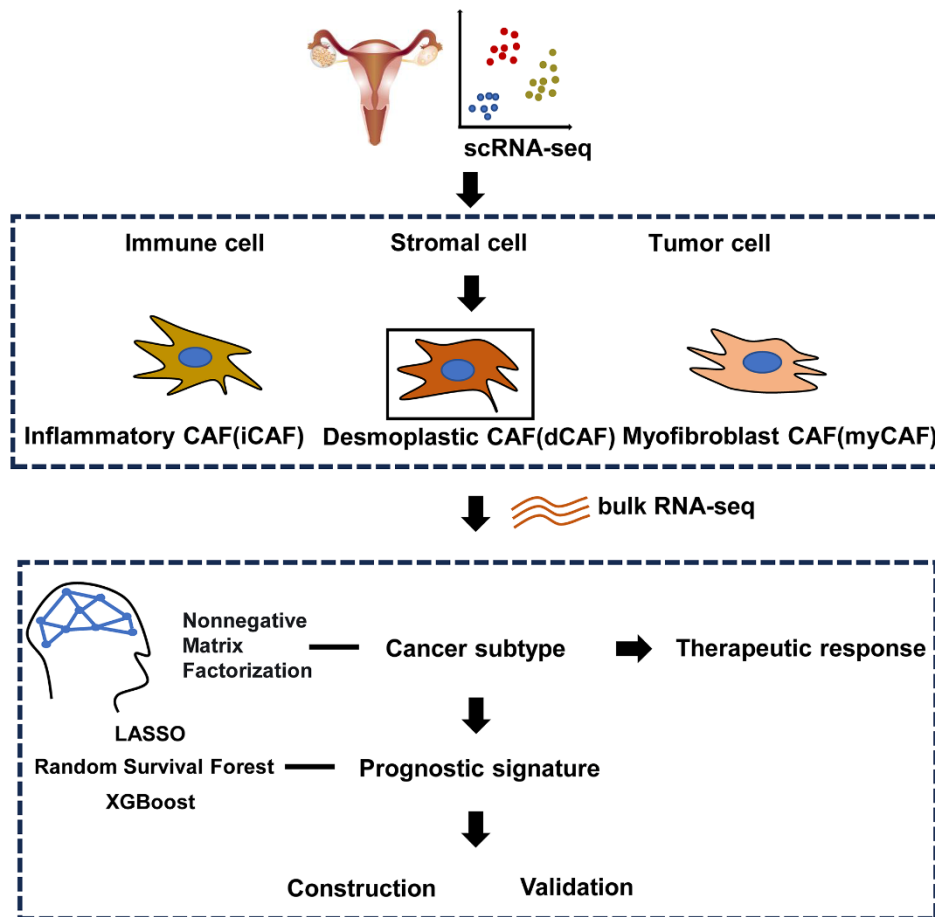 scRNA-seq
Immune cell
Stromal cell
Tumor cell
Inflammatory CAF(iCAF)
Desmoplastic CAF(dCAF)
Myofibroblast CAF(myCAF)
bulk RNA-seq
Nonnegative
Matrix
Factorization
Cancer subtype
Therapeutic response
LASSO
Random Survival Forest
XGBoost
Prognostic signature
Construction
Validation